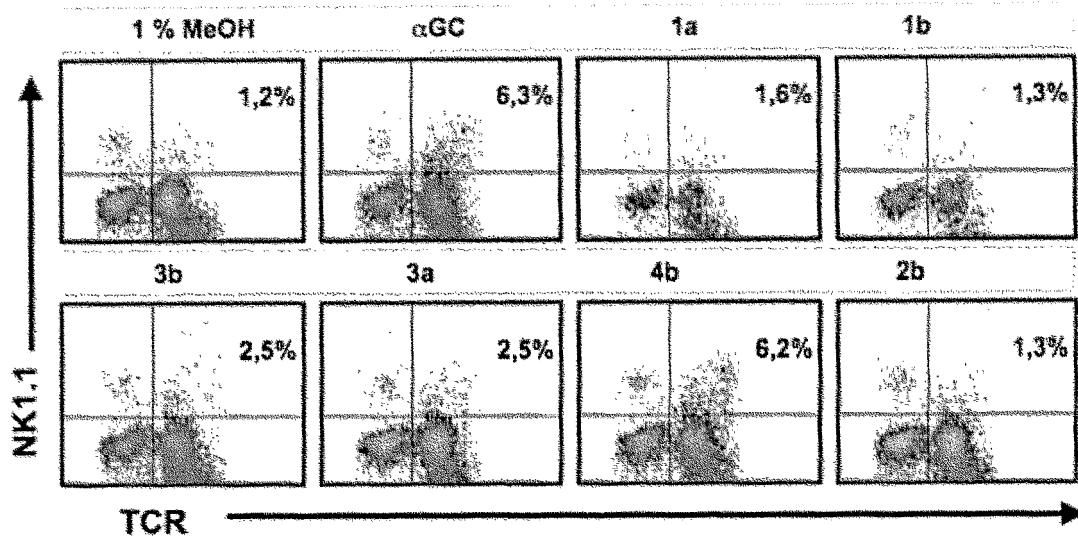 1 % MeOH αGC 1a 1b
1,2% 6,3% 1,6% 1,3%
3b 3a 4b 2b
2,5% 2,5% 6,2% 1,3%
NK1.1
TCR